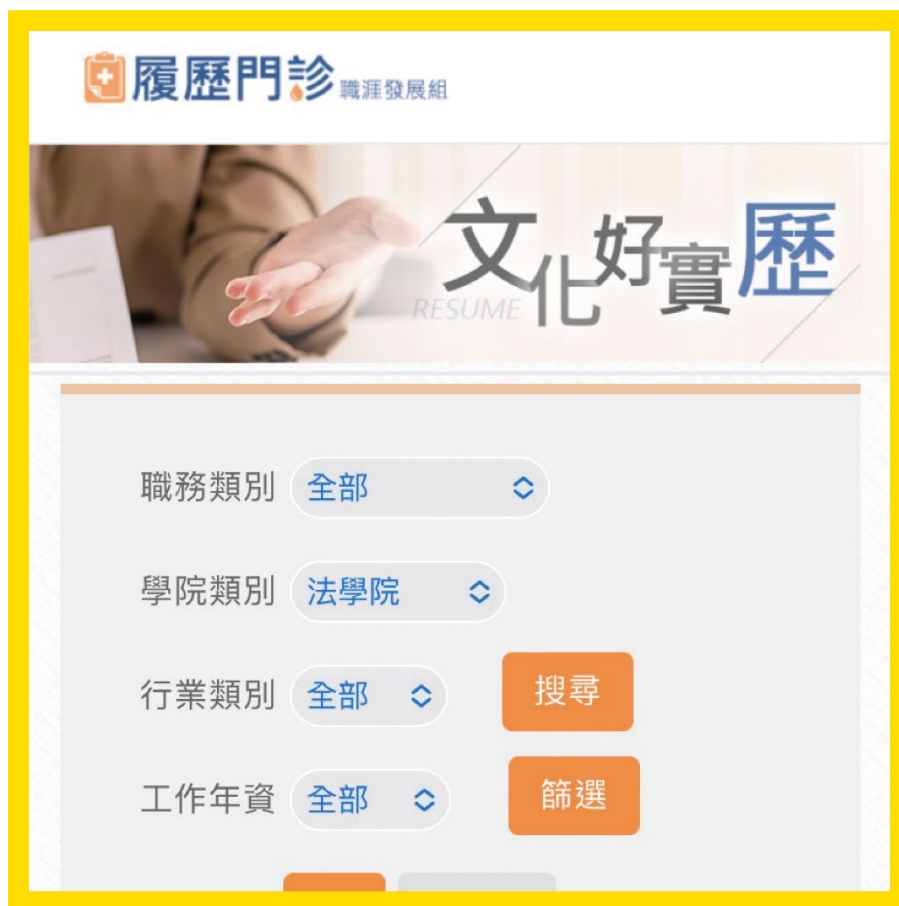 履歷門診 職涯發展組
文化好實歷
RESUME
職務類別 全部
學院類別 法學院
行業類別 全部 搜尋
工作年資 全部 篩選